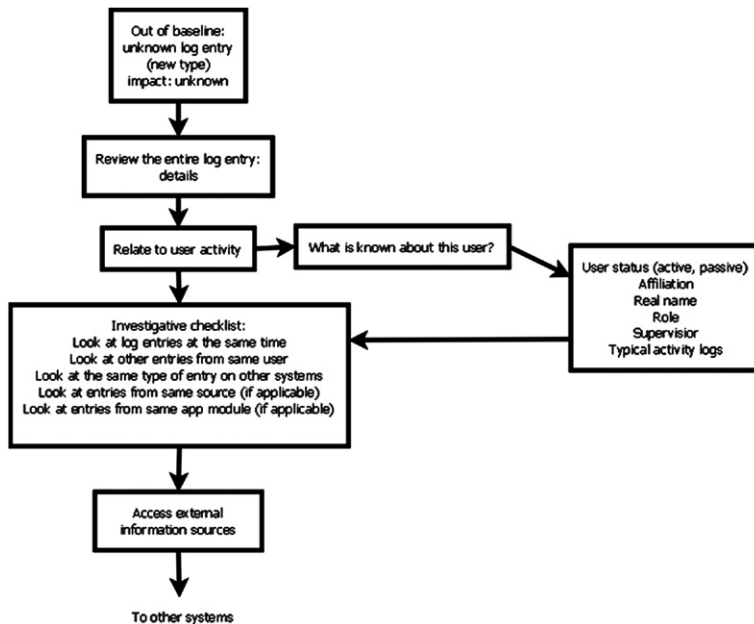 Out of baseline:
unknown log entry
(new type)
impact: unknown
Review the entire log entry:
details
Relate to user activity
What is known about this user?
User status (active, passive)
Affiliation
Real name
Role
Supervisior
Typical activity logs
Investigative checklist:
Look at log entries at the same time
Look at other entries from same user
Look at the same type of entry on other systems
Look at entries from same source (if applicable)
Look at entries from same app module (if applicable)
Access external
information sources
To other systems